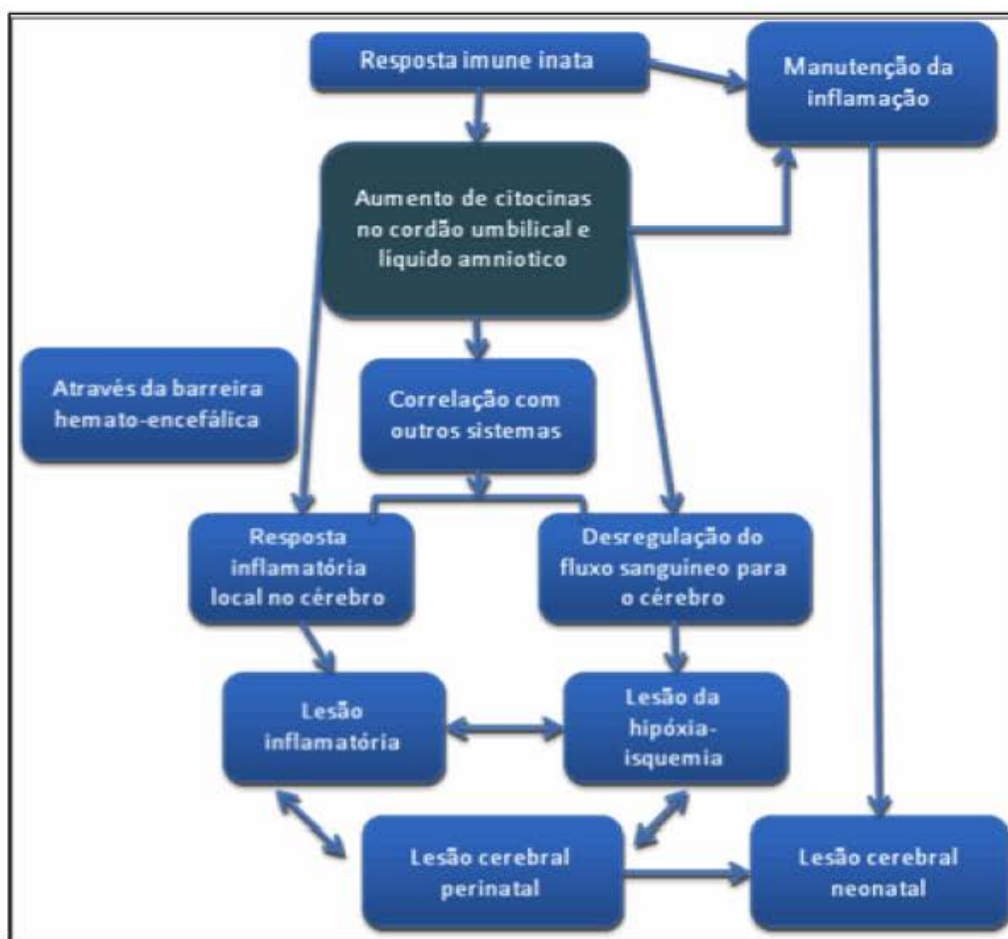 Resposta imune inata
Manutenção da
inflamação
Aumento de citocinas
no cordão umbilical e
líquido amniotico
Através da barreira
hemato-encefálica
Correlação com
outros sistemas
Resposta
inflamatória
local no cérebro
Desregulação do
fluxo sanguíneo para
o cérebro
Lesão
inflamatória
Lesão da
hipóxia-
isquemia
Lesão cerebral
perinatal
Lesão cerebral
neonatal